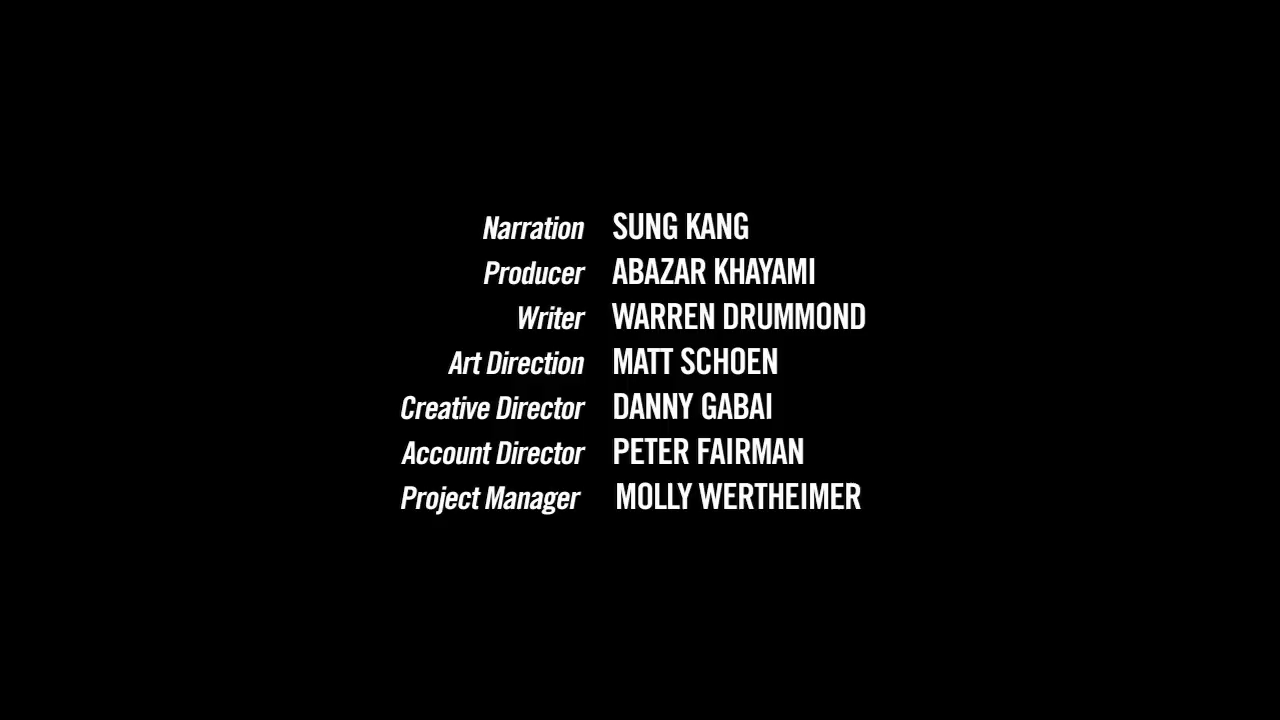 Narration SUNG KANG
Producer ABAZAR KHAYAMI
Writer WARREN DRUMMOND
Art Direction MATT SCHOEN
Creative Director DANNY GABAI
Account Director PETER FAIRMAN
Project Manager MOLLY WERTHEIMER